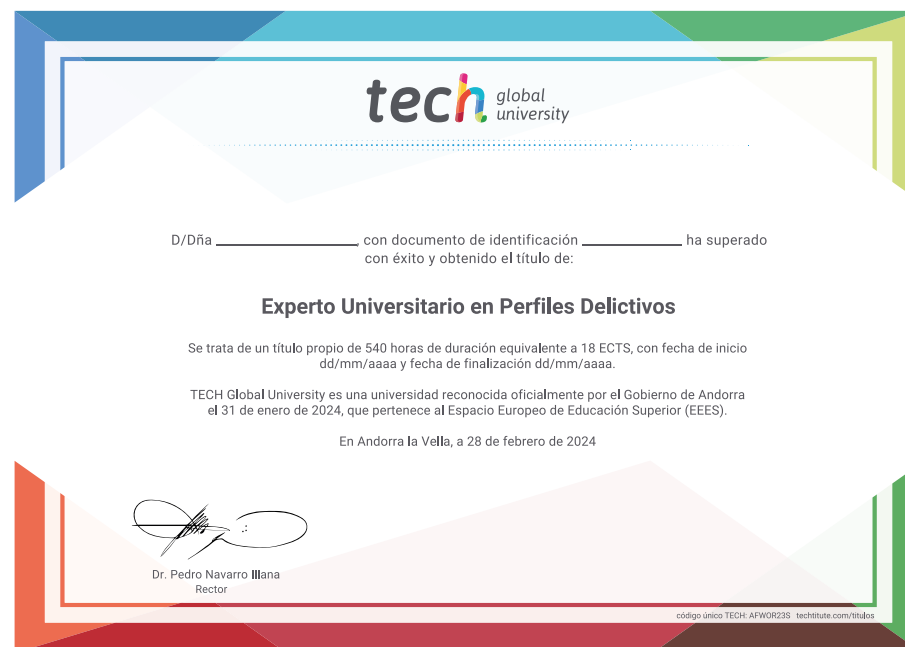 tech global
university
D/Dña ____________, con documento de identificación ____________ ha superado
con éxito y obtenido el título de:
Experto Universitario en Perfiles Delictivos
Se trata de un título propio de 540 horas de duración equivalente a 18 ECTS, con fecha de inicio
dd/mm/aaaa y fecha de finalización dd/mm/aaaa.
TECH Global University es una universidad reconocida oficialmente por el Gobierno de Andorra
el 31 de enero de 2024, que pertenece al Espacio Europeo de Educación Superior (EEES).
En Andorra la Vella, a 28 de febrero de 2024
Dr. Pedro Navarro Illana
Rector
código único TECH: AFWOR23S techtitute.com/titulos